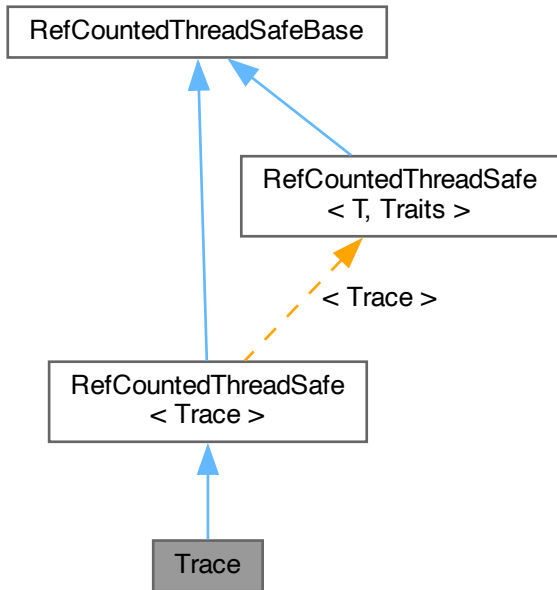 RefCountedThreadSafeBase
RefCountedThreadSafe
< T, Traits >
< Trace >
RefCountedThreadSafe
< Trace >
Trace